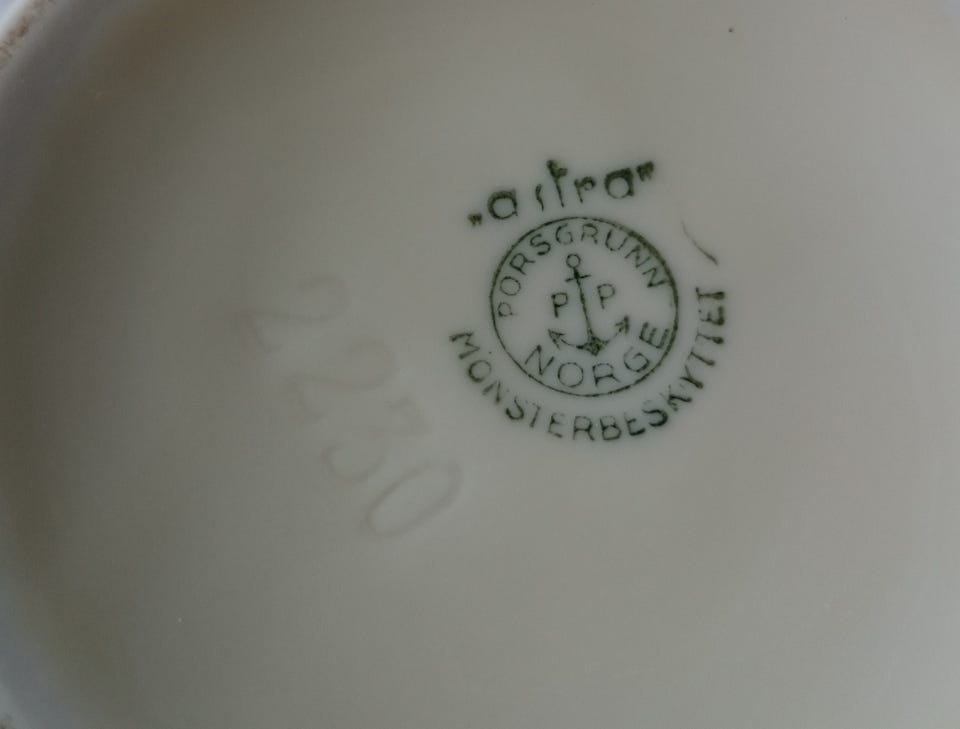 „astra"
PORSGRUNN
P P
NORGE
MØNSTERBESKYTTET
2230